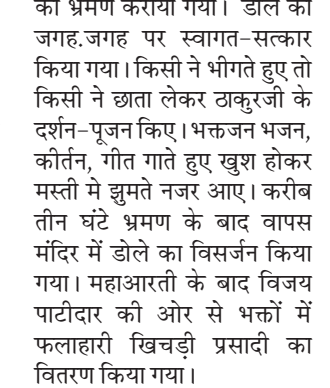 का भ्रमण कराया गया। डोले का
जगह.जगह पर स्वागत-सत्कार
किया गया। किसी ने भीगते हुए तो
किसी ने छाता लेकर ठाकुरजी के
दर्शन-पूजन किए। भक्तजन भजन,
कीर्तन, गीत गाते हुए खुश होकर
मस्ती मे झुमते नजर आए। करीब
तीन घंटे भ्रमण के बाद वापस
मंदिर में डोले का विसर्जन किया
गया। महाआरती के बाद विजय
पाटीदार की ओर से भक्तों में
फलाहारी खिचड़ी प्रसादी का
वितरण किया गया।